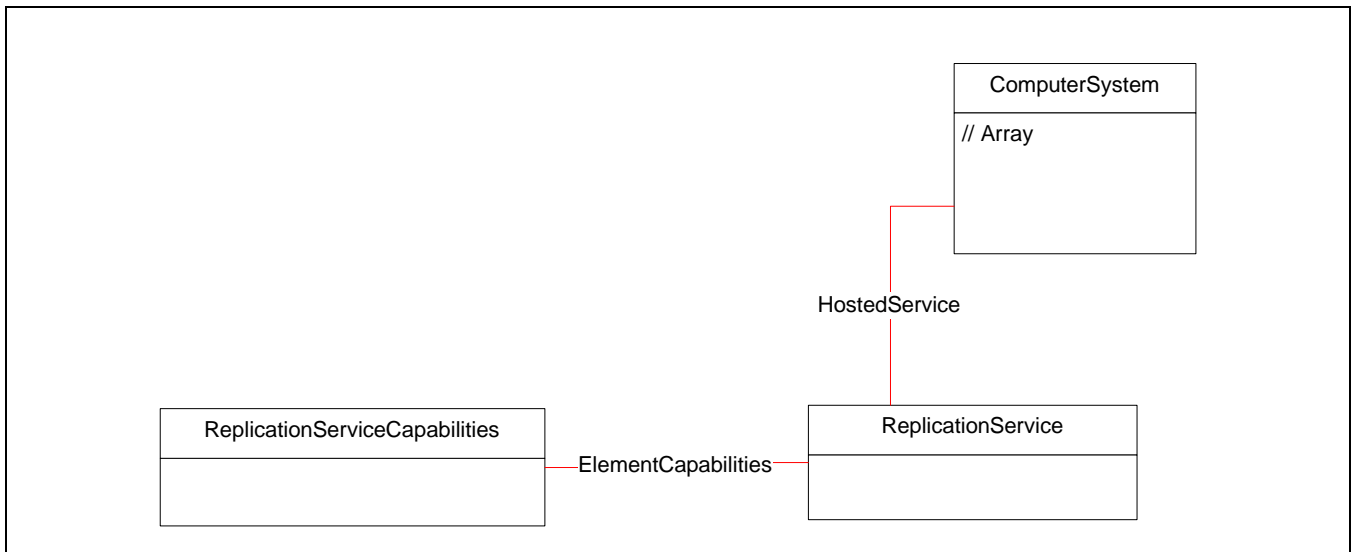 ComputerSystem
// Array
HostedService
ReplicationServiceCapabilities
ElementCapabilities
ReplicationService